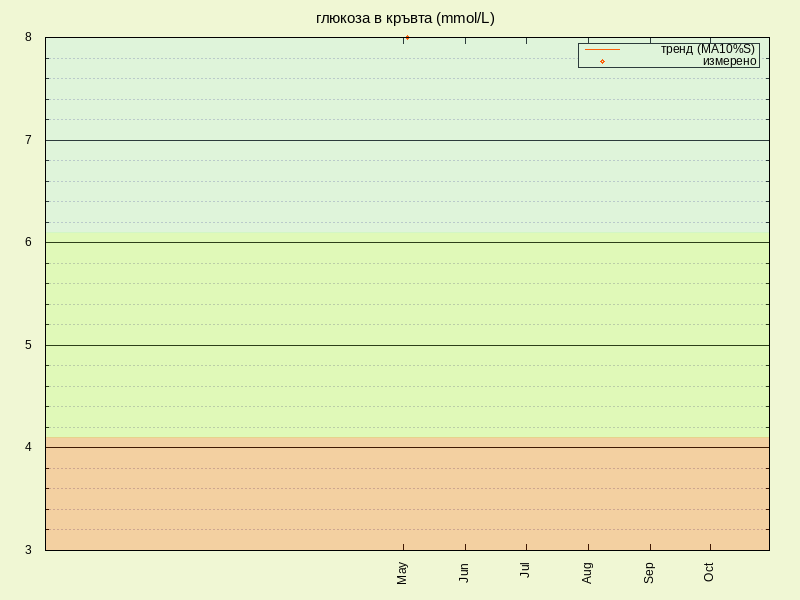 глюкоза в кръвта (mmol/L)
8
тренд (MA10%S)
измерено
7
6
5
4
3
May
Jun
Jul
Aug
Sep
Oct